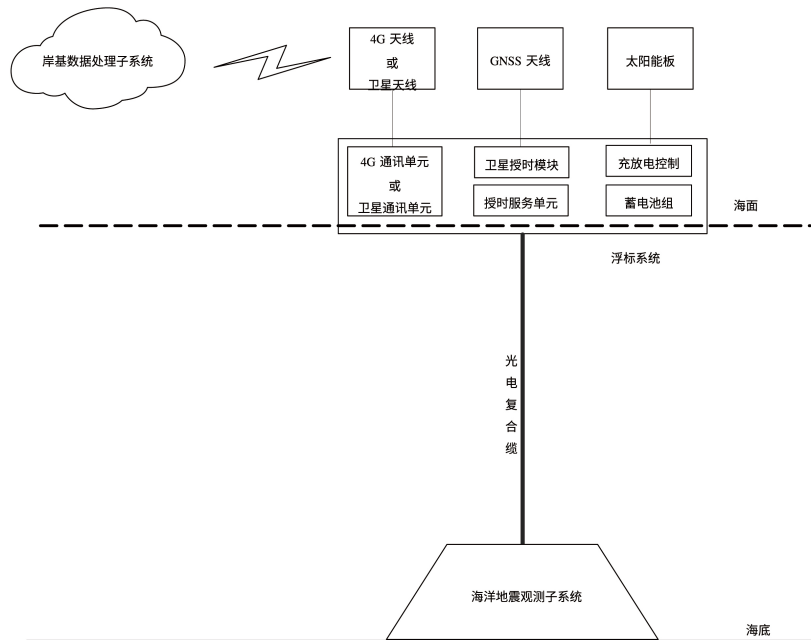 岸基数据处理子系统
4G 天线
或
卫星天线
GNSS 天线
太阳能板
4G 通讯单元
或
卫星通讯单元
卫星授时模块
授时服务单元
充放电控制
蓄电池组
海面
浮标系统
光
电
复
合
缆
海洋地震观测子系统
海底